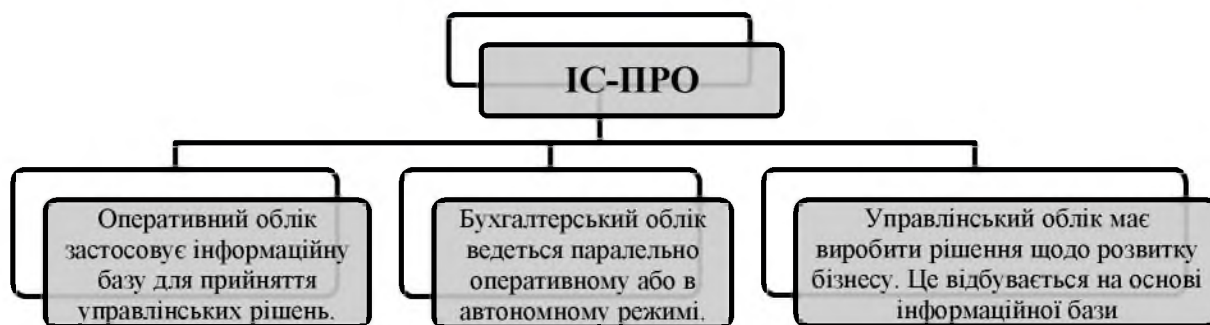 ІС-ПРО
Оперативний облік
застосовує інформаційну
базу для прийняття
управлінських рішень.
Бухгалтерський облік
ведеться паралельно
оперативному або в
автономному режимі.
Управлінський облік має
виробити рішення щодо розвитку
бізнесу. Це відбувається на основі
інформаційної бази